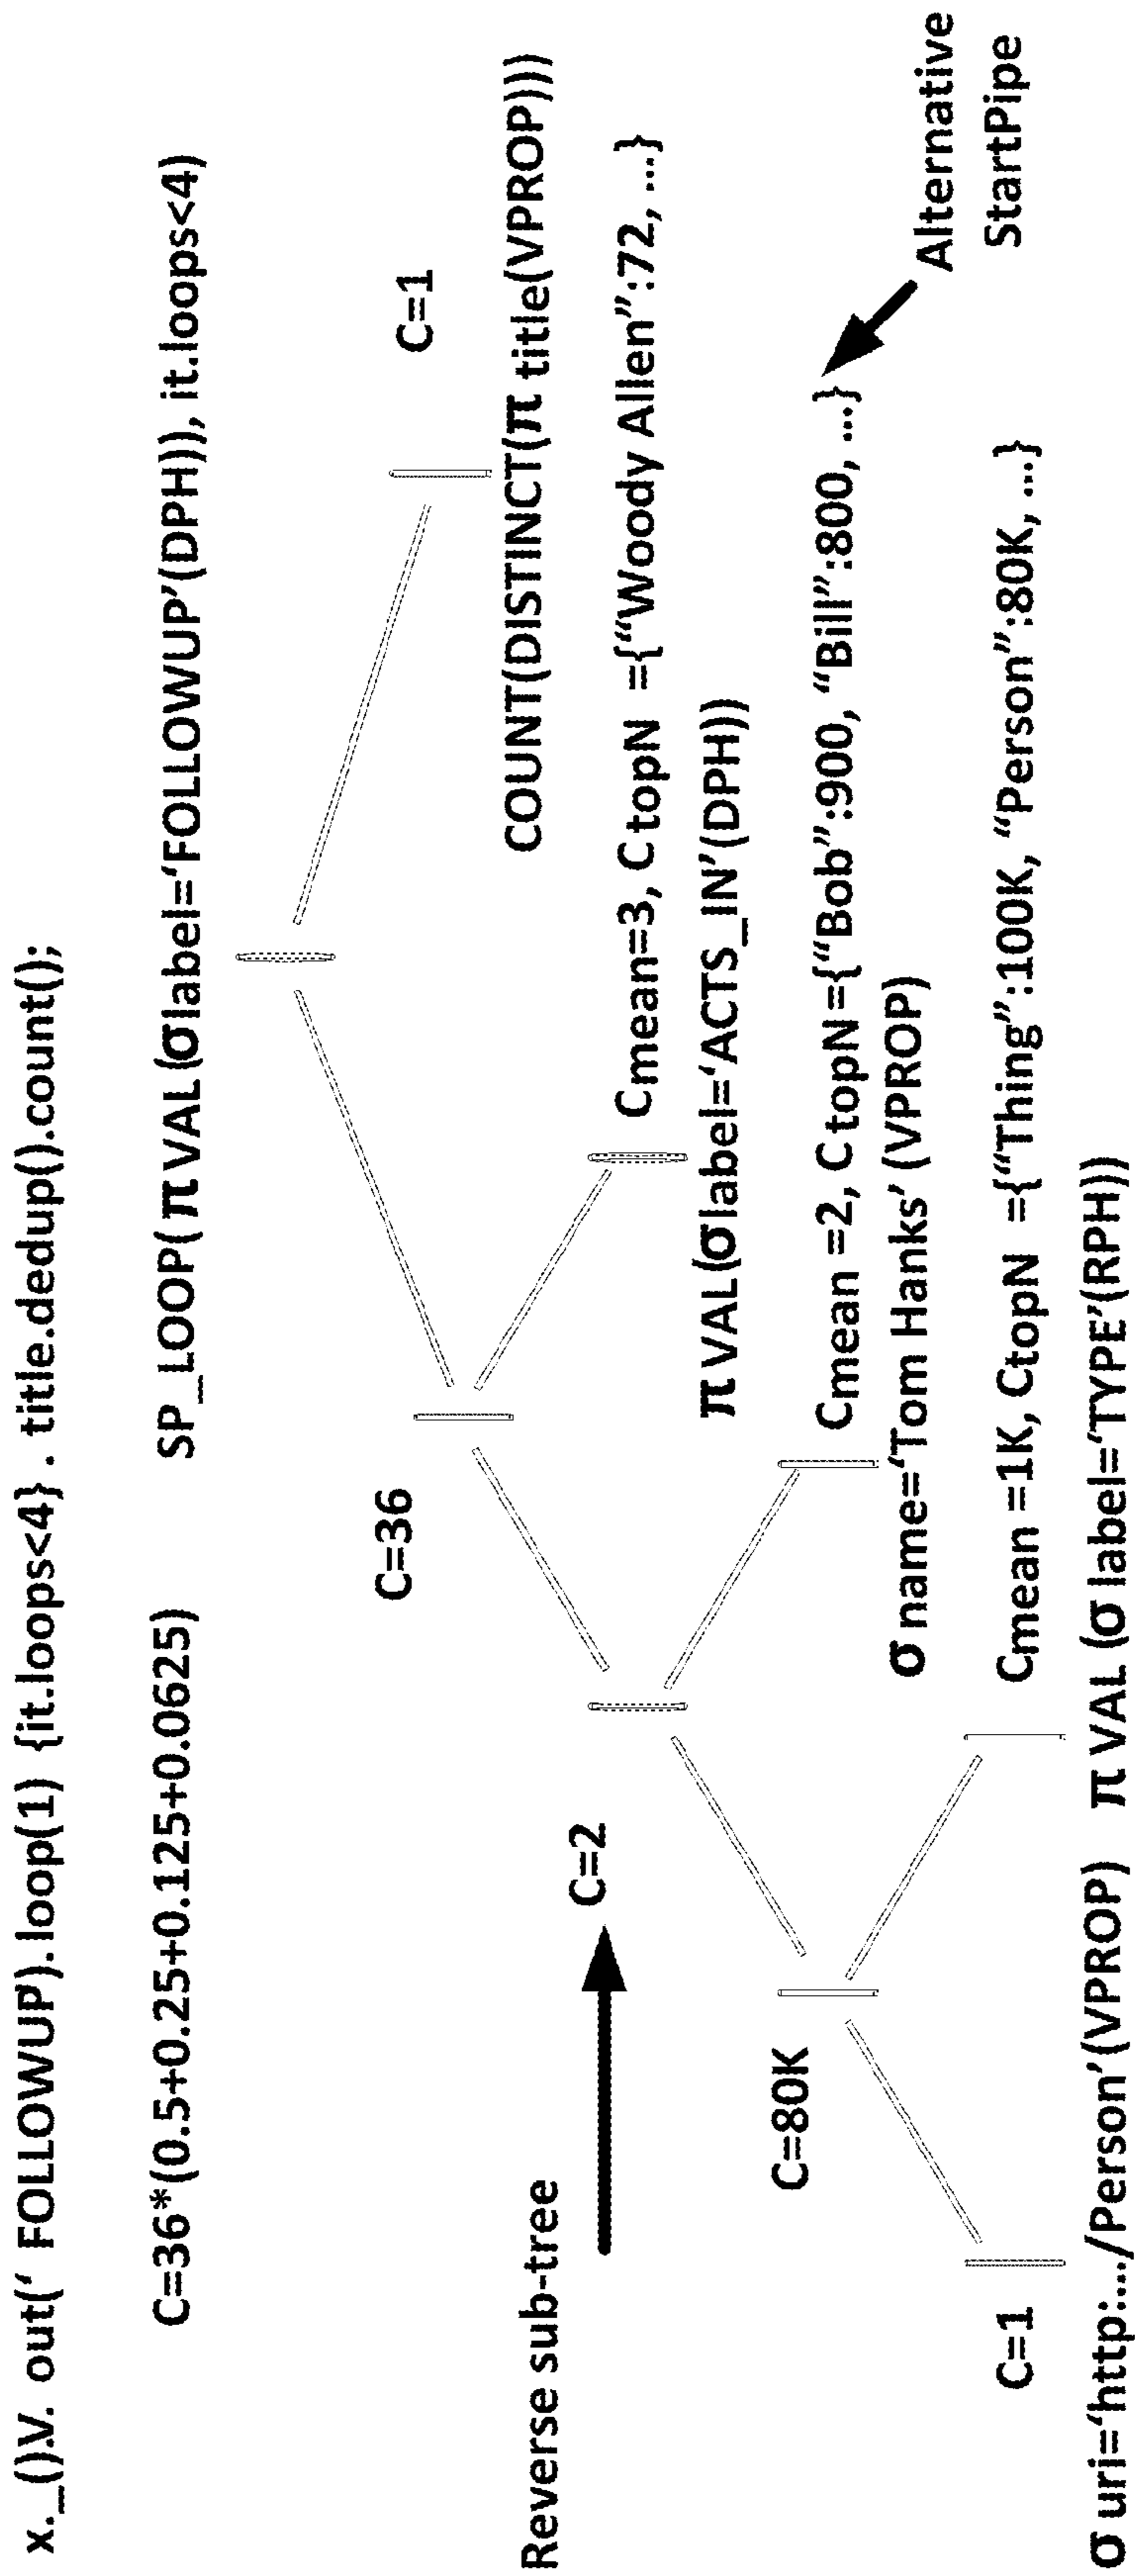 x._().V. out(‘ FOLLOWUP’).loop(1) {it.loops<4} . title.dedup().count();
C=36*(0.5+0.25+0.125+0.0625)
SP_LOOP(π VAL(σlabel=‘FOLLOWUP’(DPH)), it.loops<4)
C=36
C=1
COUNT(DISTINCT(π title(VPROP)))
Reverse sub-tree
C=2
Cmean=3, C topN ={“Woody Allen”:72, ...}
π VAL(σlabel=‘ACTS_IN’(DPH))
C=80K
Cmean =2, C topN={“Bob”:900, “Bill”:800, ...}
σ name=‘Tom Hanks’ (VPROP)
Alternative
StartPipe
C=1
Cmean =1K, CtopN ={“Thing”:100K, “Person”:80K, ...}
σ uri=‘http:.../Person’(VPROP)
π VAL (σ label=‘TYPE’(RPH))